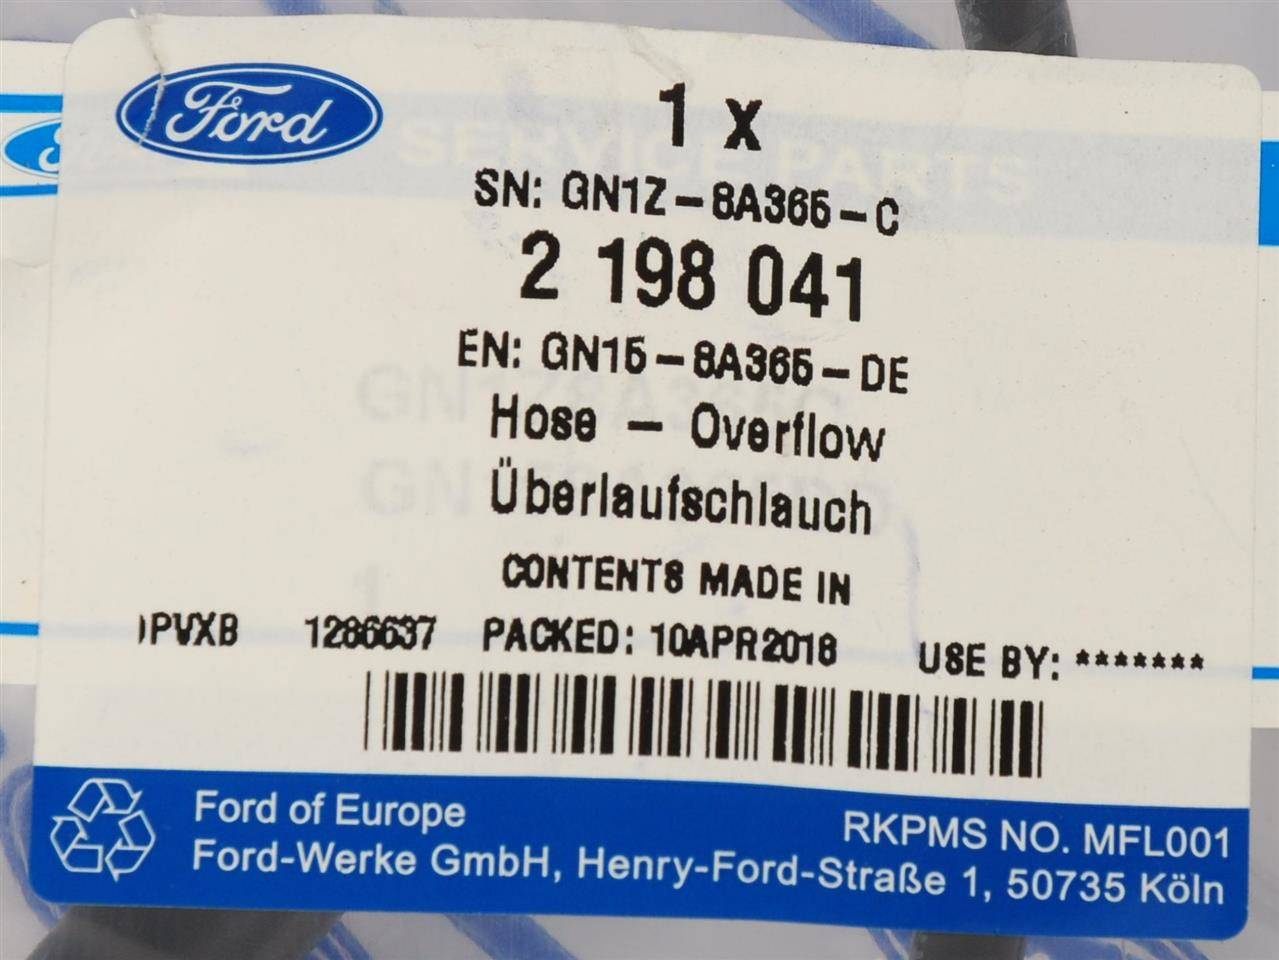 Ford
1 x
SERVICE PARTS
SN: GN1Z-8A365-C
2 198 041
EN: GN15-8A365-DE
Hose - Overflow
Überlaufschlauch
CONTENTS MADE IN
PVXB 1286637 PACKED: 10APR2018 USE BY: *******
Ford of Europe
RKPMS NO. MFL001
Ford-Werke GmbH, Henry-Ford-Straße 1, 50735 Köln